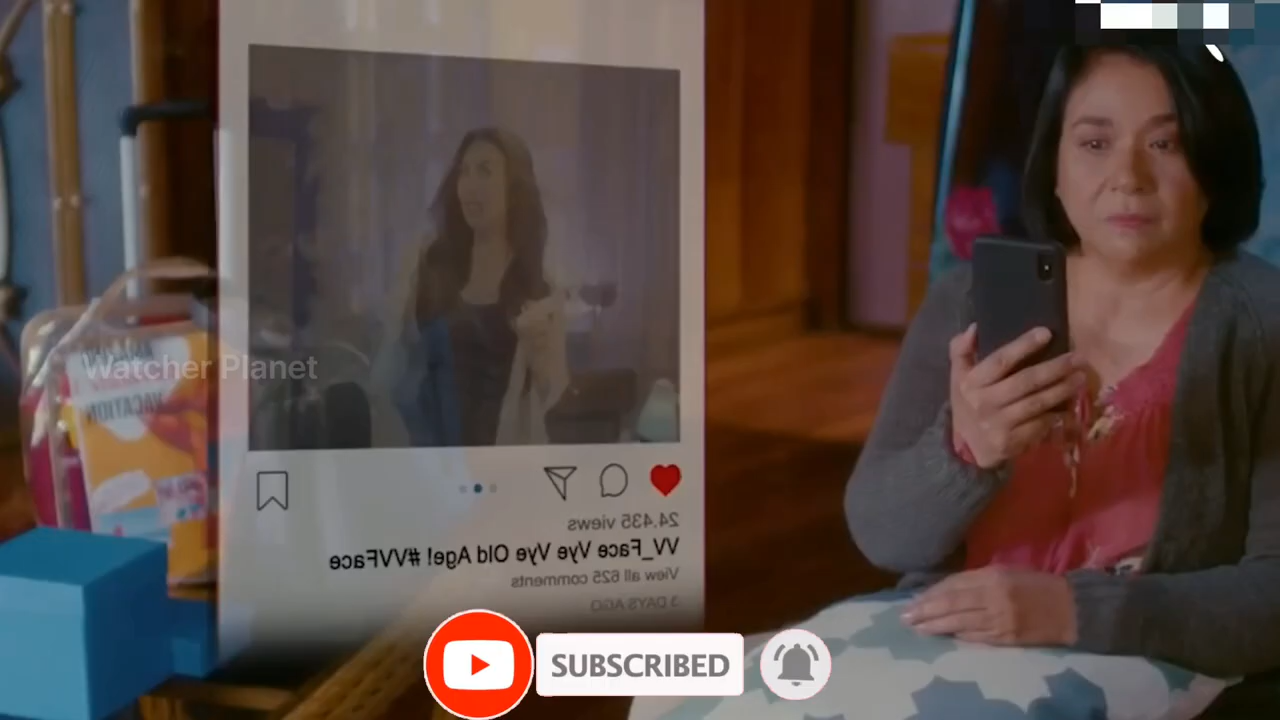 Watcher Planet
VACATION
24.435 views
VV_Face Vye Vye Old Age! #VVFace
View all 625 comments
3 DAYS AGO
SUBSCRIBED